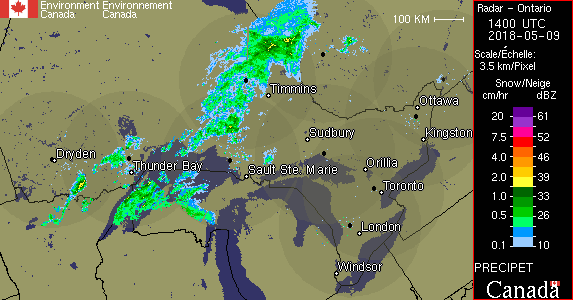 Environment Environnement
Canada Canada
100 KM
Timmins
Ottawa
Sudbury
Kingston
Dryden
Thunder Bay
Sault Ste. Marie
Orillia
Toronto
London
Windsor
Radar - Ontario
1400 UTC
2018-05-09
Scale/Échelle:
3.5 km/Pixel
Snow/Neige
cm/hr dBZ
20 61
7.5 52
4.0 46
2.0 39
1.0 33
0.5 26
0.1 10
PRECIPET
Canada